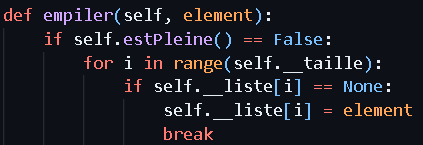 def empiler(self, element):
    if self.estPleine() == False:
        for i in range(self.__taille):
            if self.__liste[i] == None:
                self.__liste[i] = element
                break